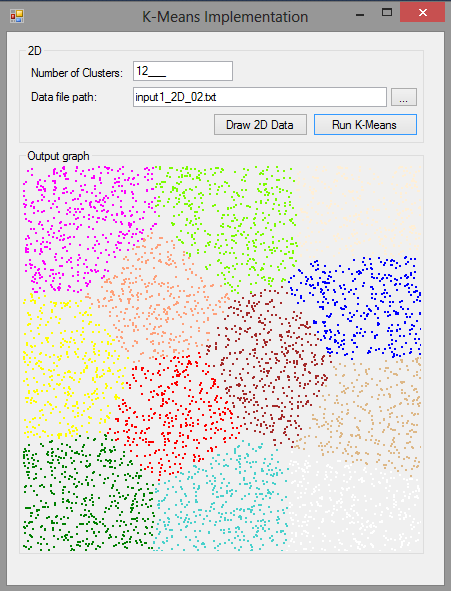 K-Means Implementation
2D
Number of Clusters: 12___
Data file path: input1_2D_02.txt ...
Draw 2D Data Run K-Means
Output graph